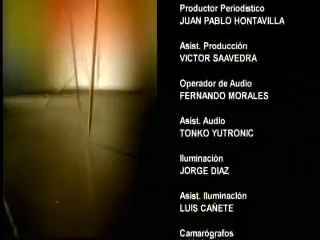 Productor Periodístico
JUAN PABLO HONTAVILLA
Asist. Producción
VICTOR SAAVEDRA
Operador de Audio
FERNANDO MORALES
Asist. Audio
TONKO YUTRONIC
Iluminación
JORGE DIAZ
Asist. Iluminación
LUIS CAÑETE
Camarógrafos